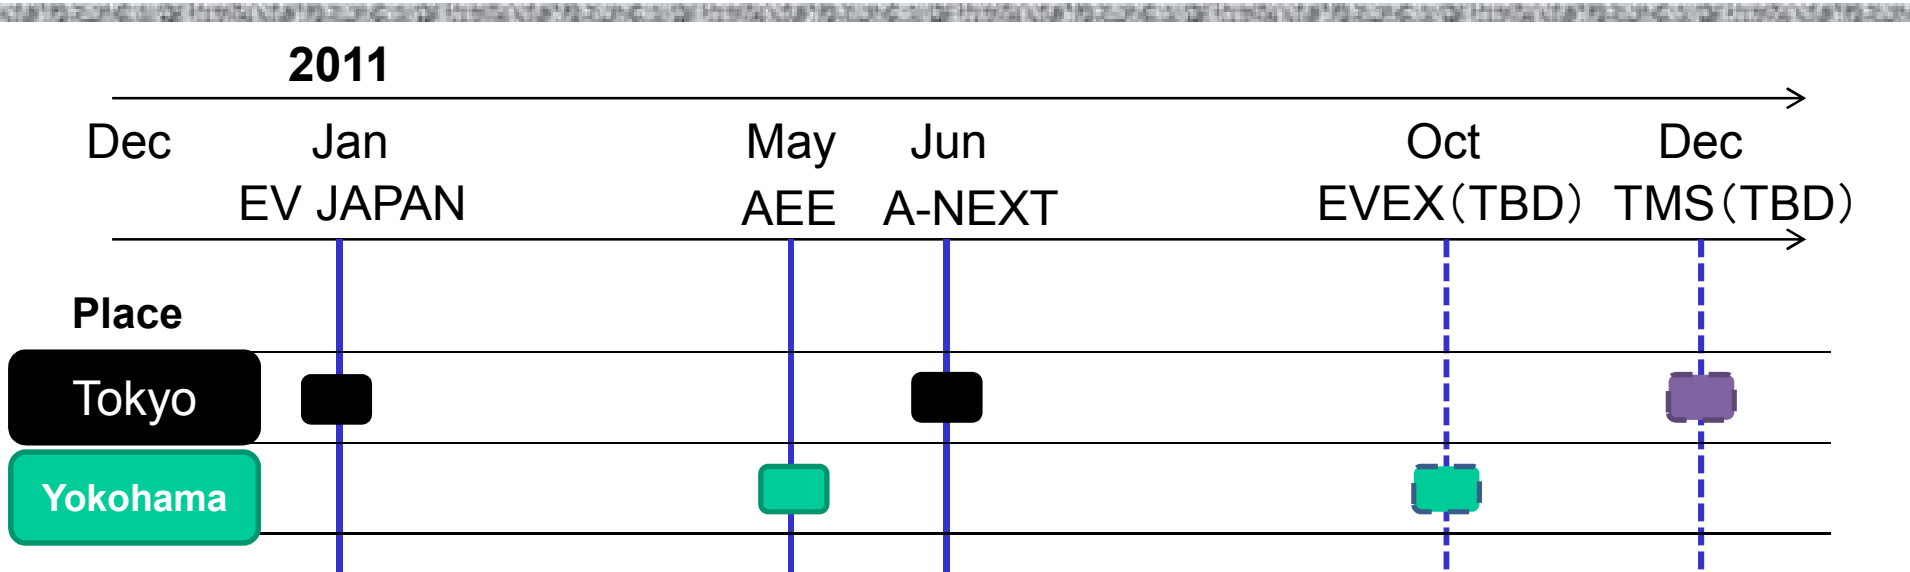 2011
Dec Jan May Jun Oct Dec
EV JAPAN AEE A-NEXT EVEX（TBD） TMS（TBD）
Place
Tokyo
Yokohama